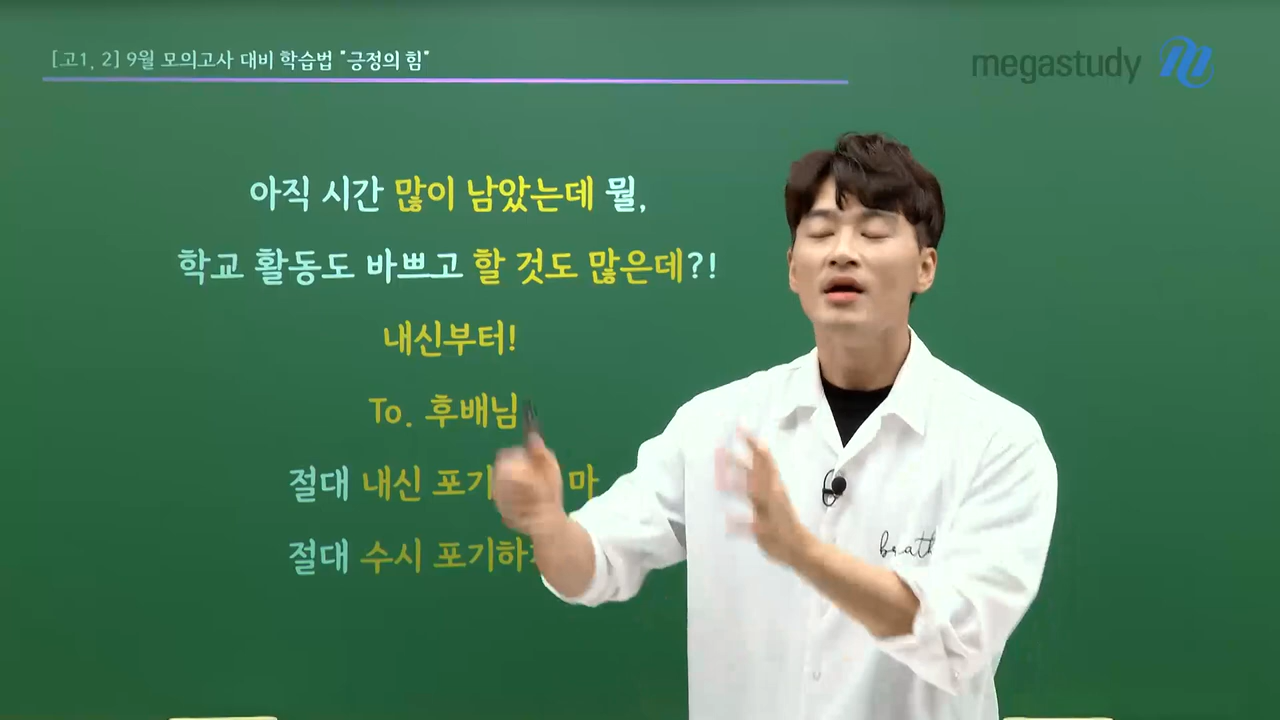 [고1, 2] 9월 모의고사 대비 학습법 "긍정의 힘"
megastudy
아직 시간 많이 남았는데 뭘,
학교 활동도 바쁘고 할 것도 많은데?!
내신부터!
To. 후배님
절대 내신 포기 마
절대 수시 포기하